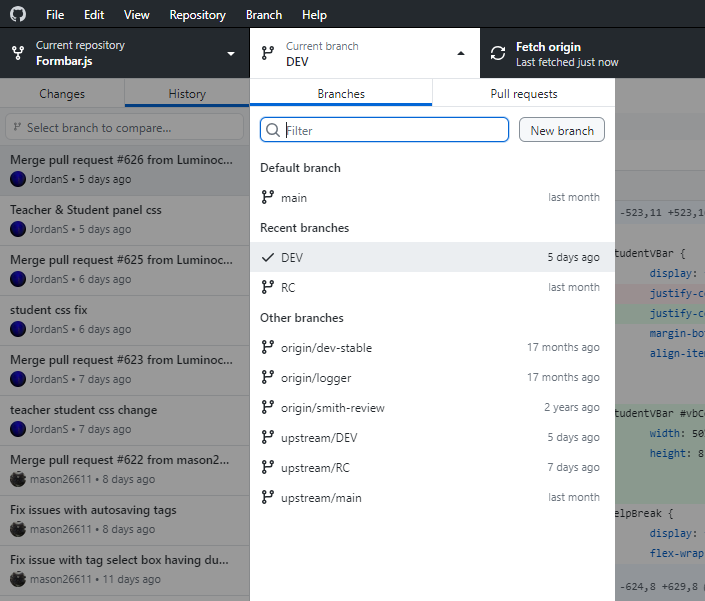 File Edit View Repository Branch Help
Current repository
Formbar.js
Current branch
DEV
Fetch origin
Last fetched just now
Changes
History
Select branch to compare...
Merge pull request #626 from Luminoc...
JordanS • 5 days ago
Teacher & Student panel css
JordanS • 5 days ago
Merge pull request #625 from Luminoc...
JordanS • 6 days ago
student css fix
JordanS • 6 days ago
Merge pull request #623 from Luminoc...
JordanS • 7 days ago
teacher student css change
JordanS • 7 days ago
Merge pull request #622 from mason2...
mason26611 • 8 days ago
Fix issues with autosaving tags
mason26611 • 8 days ago
Fix issue with tag select box having du...
mason26611 • 11 days ago
Branches
Pull requests
Filter
New branch
Default branch
main last month
Recent branches
DEV 5 days ago
RC last month
Other branches
origin/dev-stable 17 months ago
origin/logger 17 months ago
origin/smith-review 2 years ago
upstream/DEV 5 days ago
upstream/RC 7 days ago
upstream/main last month
-523,11 +523,1
tudentVBar {
display:
justify-c
justify-c
margin-bo
align-ite
tudentVBar #vbC
width: 50
height: 8
elpBreak {
display:
flex-wrap
-624,8 +629,8